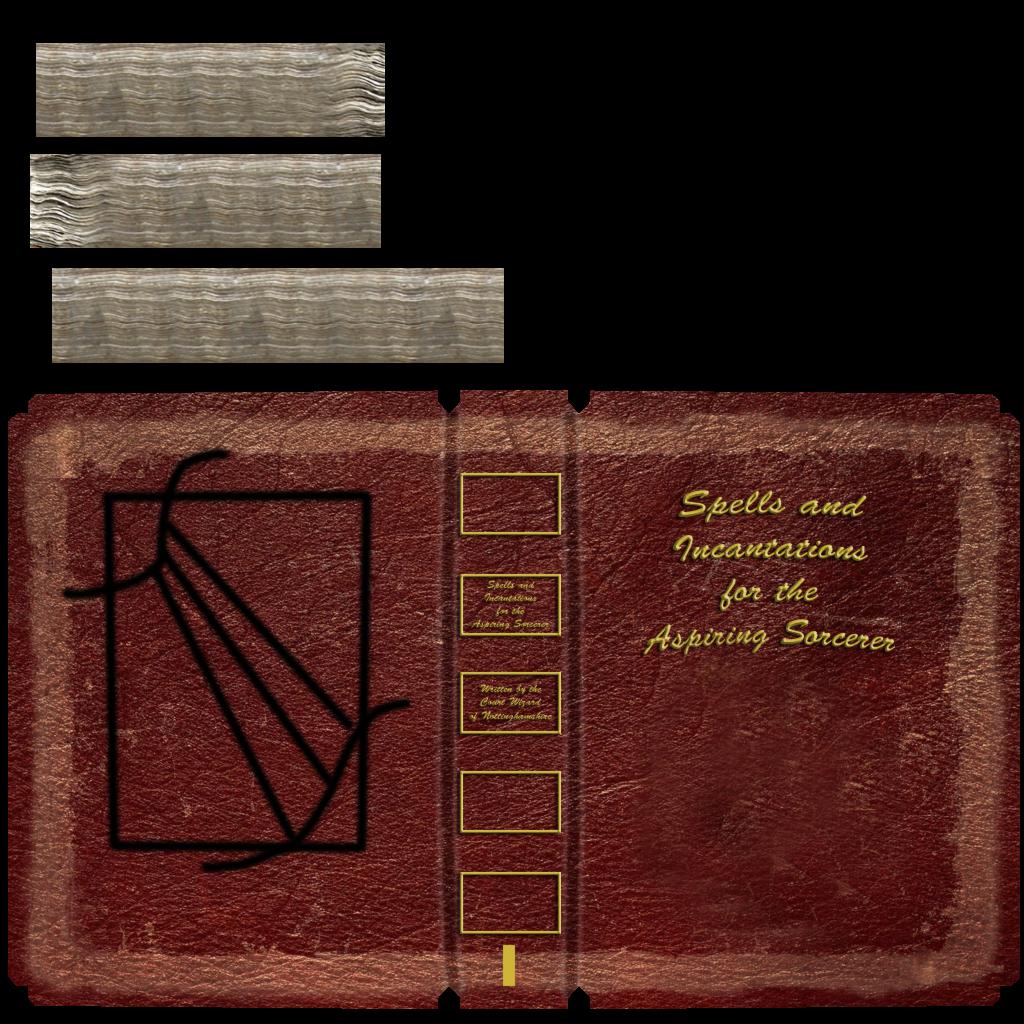 Spells and
Incantations
for the
Aspiring Sorcerer
Written by the
Court Wizard
of Nottinghamshire
Spells and
Incantations
for the
Aspiring Sorcerer